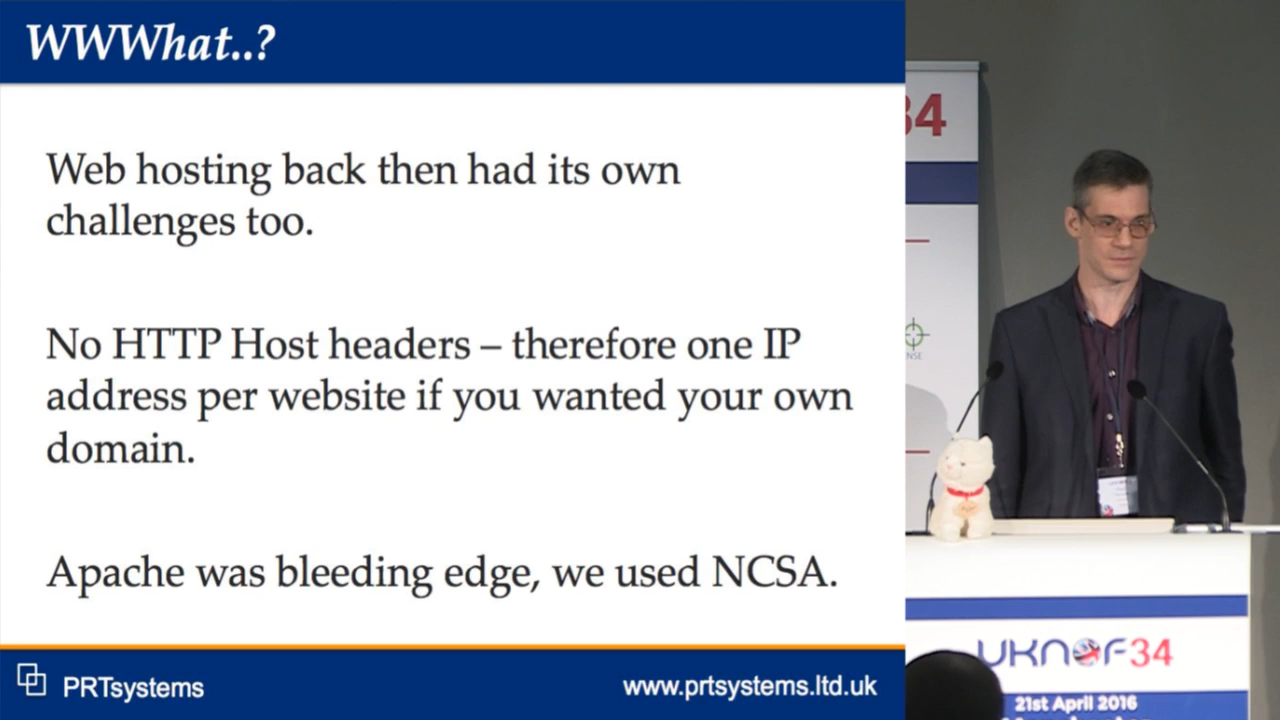 WWWhat..?
Web hosting back then had its own
challenges too.
No HTTP Host headers – therefore one IP
address per website if you wanted your own
domain.
Apache was bleeding edge, we used NCSA.
PRTsystems
www.prtsystems.ltd.uk
34
UKNOF34
21st April 2016